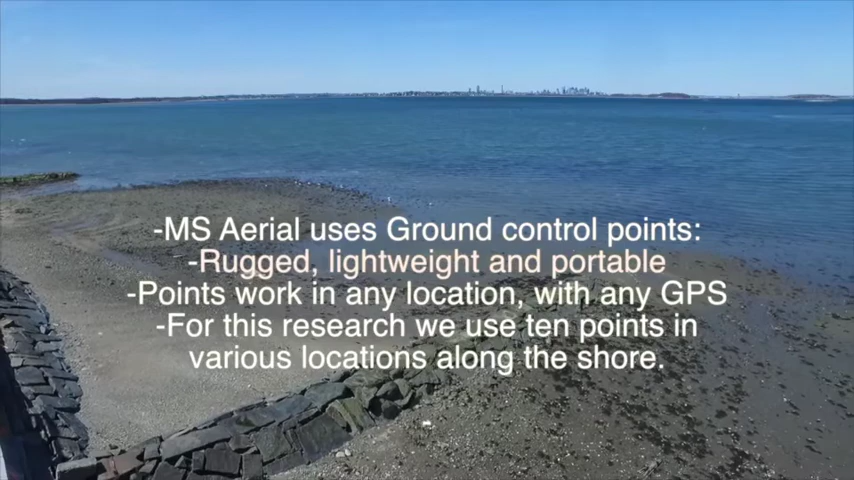 -MS Aerial uses Ground control points:
-Rugged, lightweight and portable
-Points work in any location, with any GPS
-For this research we use ten points in
various locations along the shore.